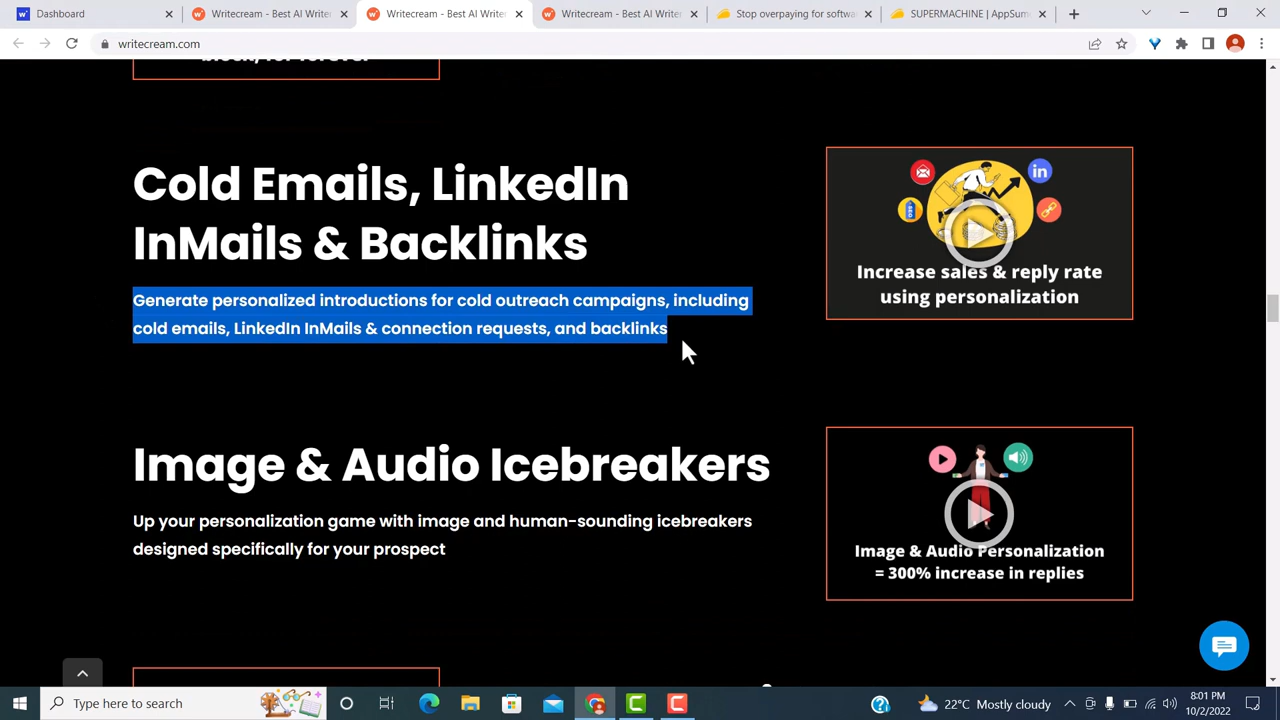 Dashboard
Writecream - Best AI Write
Writecream - Best AI Write
Writecream - Best AI Write
Stop overpaying for softwa
SUPERMACHINE | AppSum
writecream.com
Cold Emails, LinkedIn
InMails & Backlinks
Generate personalized introductions for cold outreach campaigns, including
cold emails, LinkedIn InMails & connection requests, and backlinks
Increase sales & reply rate
using personalization
Image & Audio Icebreakers
Up your personalization game with image and human-sounding icebreakers
designed specifically for your prospect
Image & Audio Personalization
= 300% increase in replies
Type here to search
22°C Mostly cloudy
8:01 PM
10/2/2022